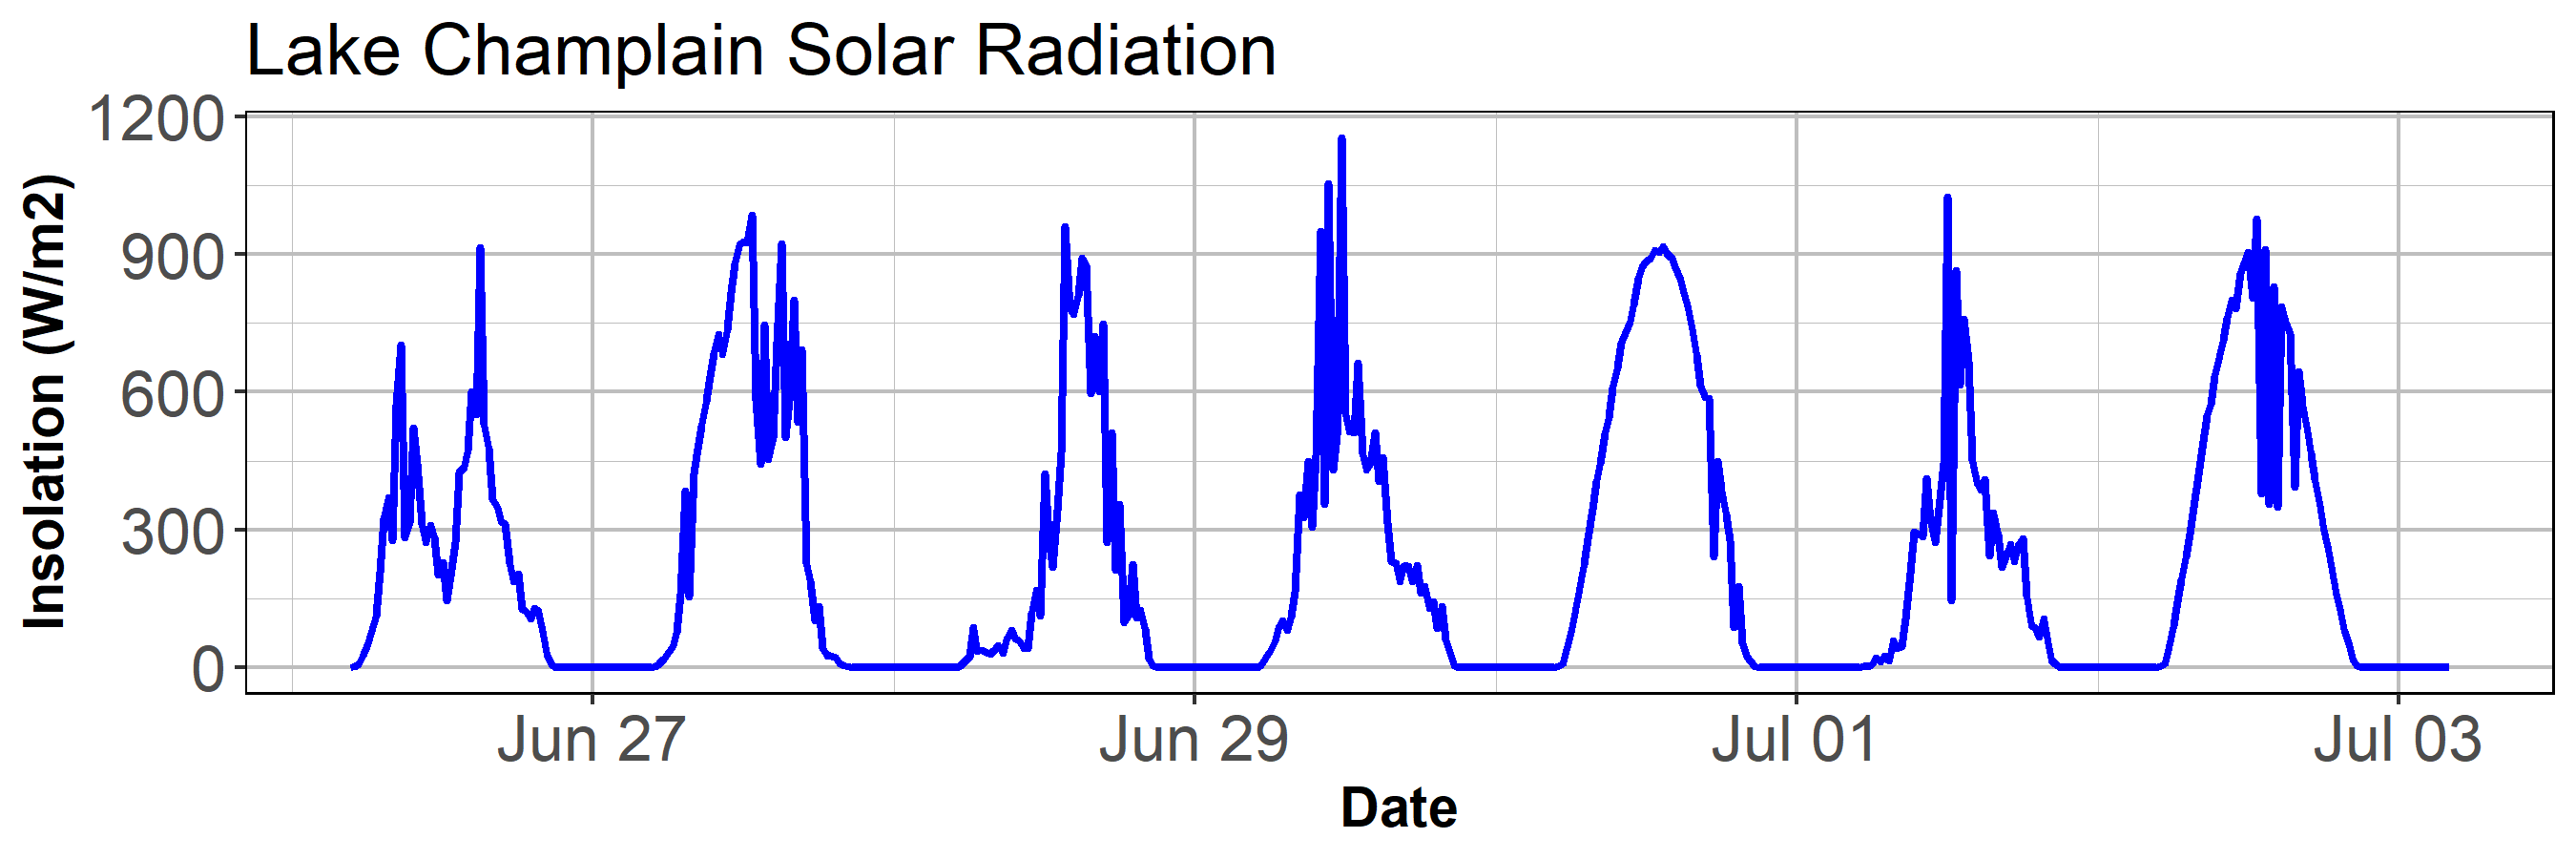 Lake Champlain Solar Radiation
1200
900
600
300
0
Insolation (W/m2)
Jun 27 Jun 29 Jul 01 Jul 03
Date